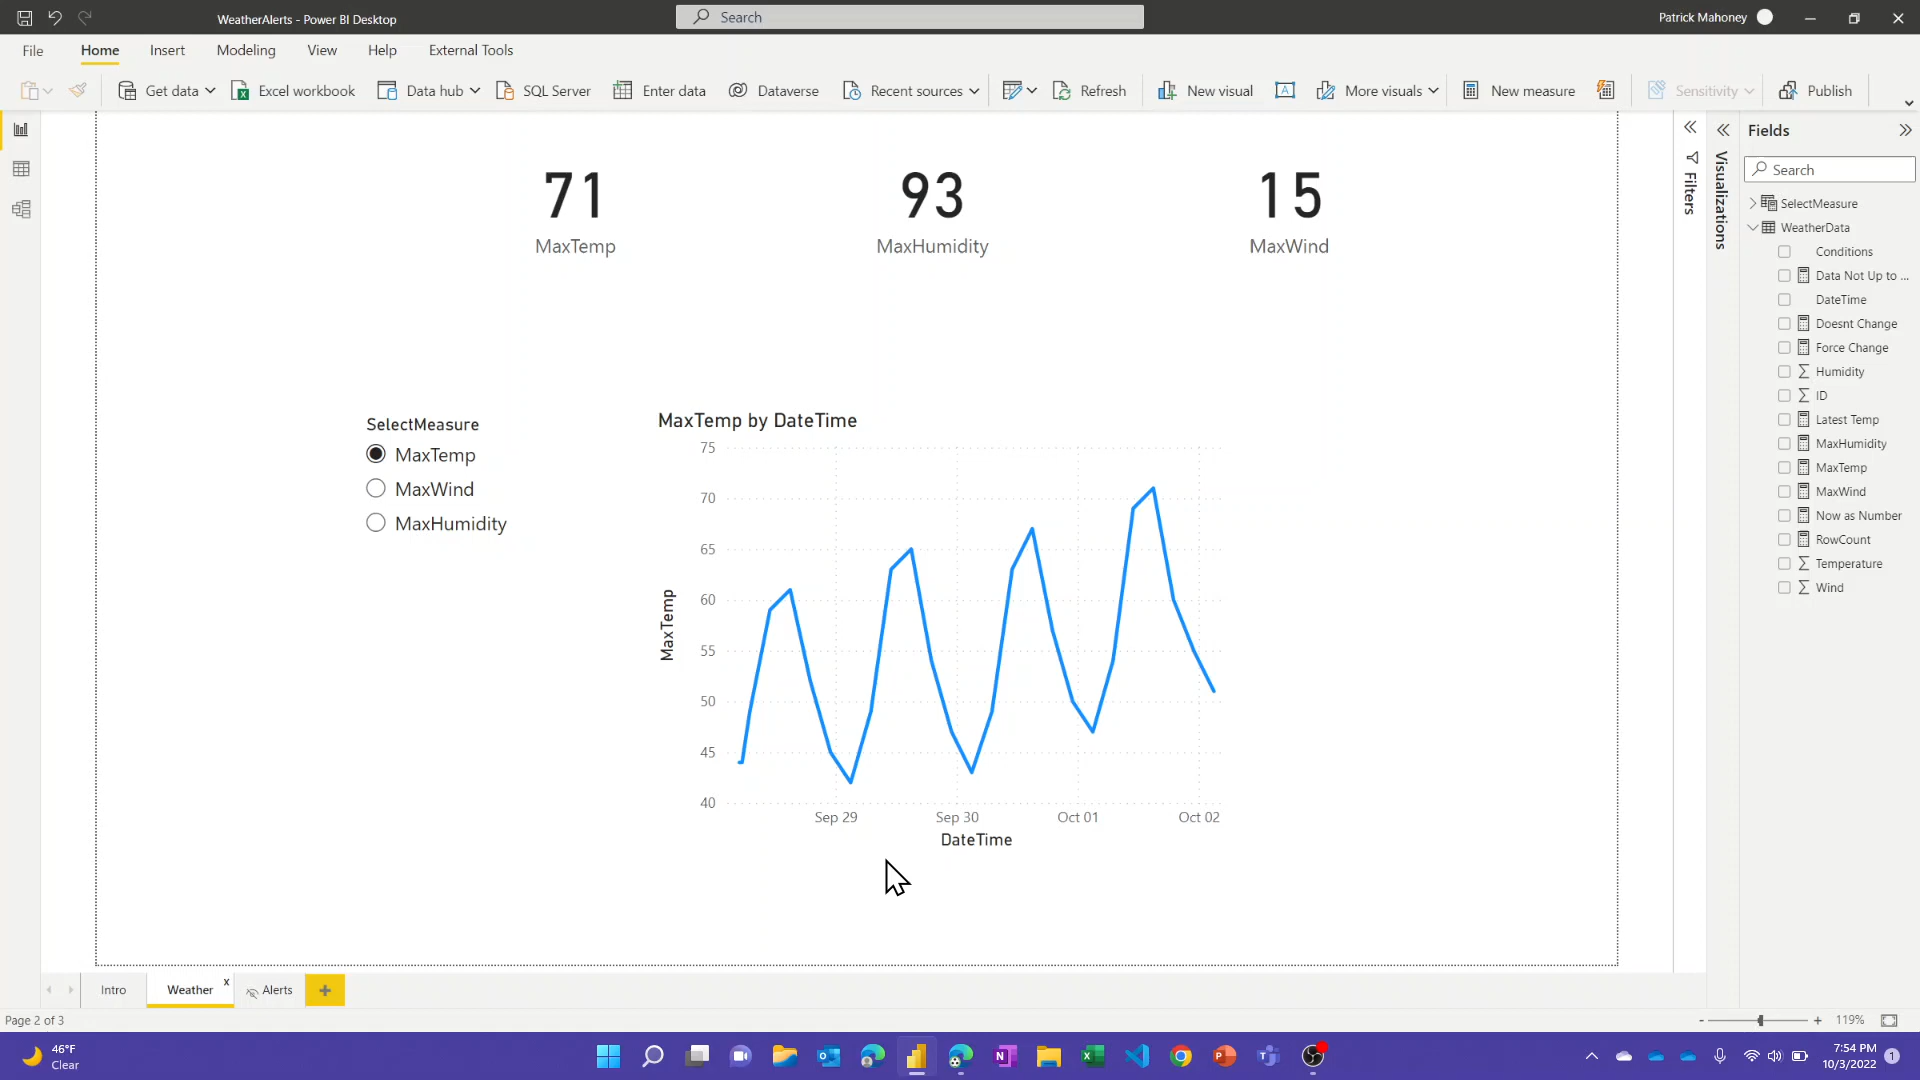 WeatherAlerts - Power BI Desktop
Search
Patrick Mahoney
File
Home
Insert
Modeling
View
Help
External Tools
Get data
Excel workbook
Data hub
SQL Server
Enter data
Dataverse
Recent sources
Refresh
New visual
More visuals
New measure
Sensitivity
Publish
71
MaxTemp
93
MaxHumidity
15
MaxWind
SelectMeasure
MaxTemp
MaxWind
MaxHumidity
MaxTemp by DateTime
75
70
65
60
55
50
45
40
MaxTemp
Sep 29
Sep 30
Oct 01
Oct 02
DateTime
Filters
Visualizations
Fields
Search
SelectMeasure
WeatherData
Conditions
Data Not Up to ...
DateTime
Doesnt Change
Force Change
Humidity
ID
Latest Temp
MaxHumidity
MaxTemp
MaxWind
Now as Number
RowCount
Temperature
Wind
Intro
Weather
x
Alerts
Page 2 of 3
- + 119%
46°F
Clear
7:54 PM
10/3/2022
1